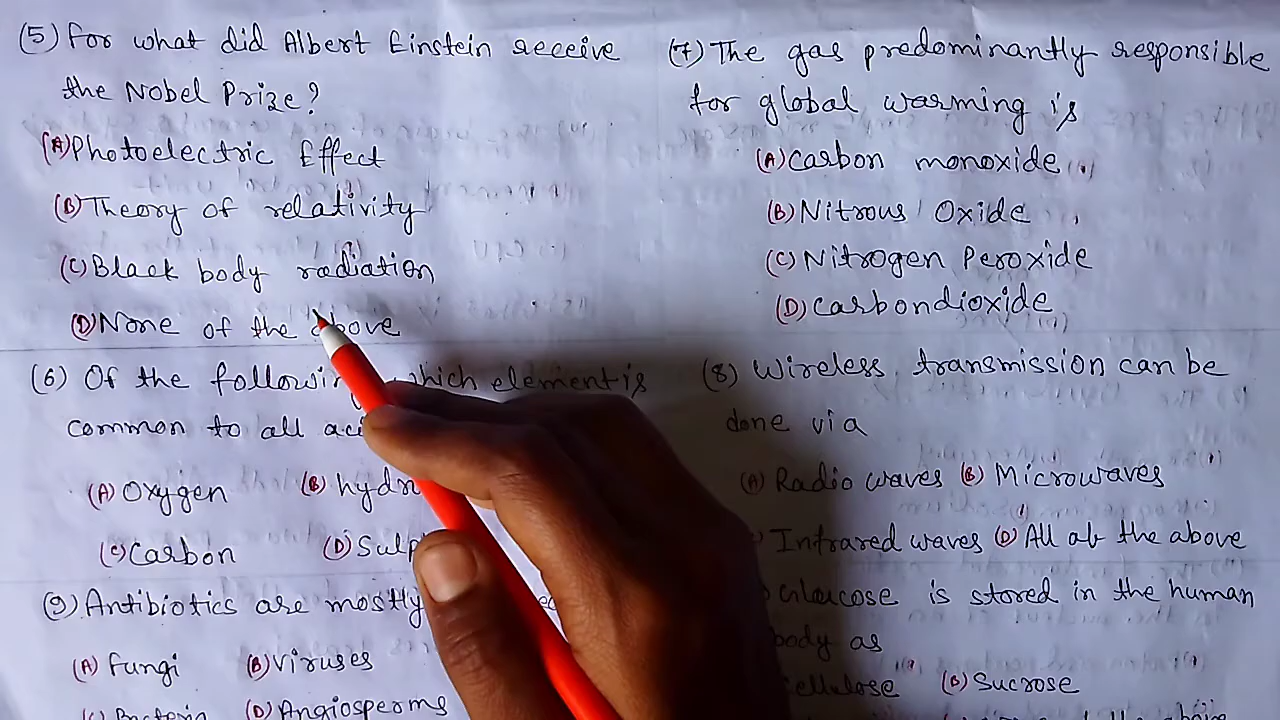 (5) For what did Albert Einstein receive
the Nobel Prize?
(A) Photoelectric Effect
(B) Theory of relativity
(C) Black body radiation
(D) None of the above
(6) Of the following which element is
common to all
(A) Oxygen (B)
(C) Carbon (D)
(9) Antibiotics are mostly
(A) Fungi (B) Viruses
(D) Angiosperms
(7) The gas predominantly responsible
for global warming is
(A) Carbon monoxide
(B) Nitrous Oxide
(C) Nitrogen Peroxide
(D) Carbondioxide
(8) Wireless transmission can be
done via
(A) Radio waves (B) Microwaves
Infrared waves (D) All of the above
Glucose is stored in the human
body as
cellulose (B) Sucrose